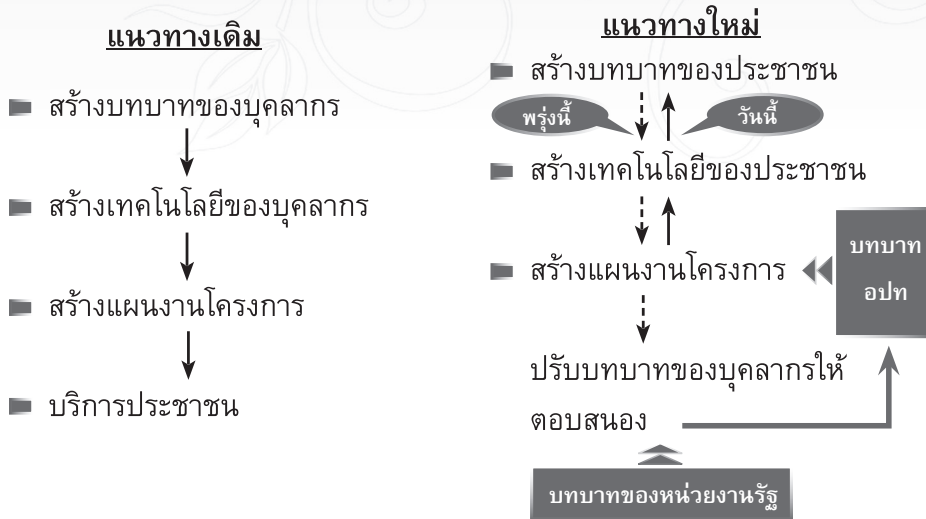 แนวทางเดิม
สร้างบทบาทของบุคลากร
สร้างเทคโนโลยีของบุคลากร
สร้างแผนงานโครงการ
บริการประชาชน
แนวทางใหม่
สร้างบทบาทของประชาชน
พรุ่งนี้
วันนี้
สร้างเทคโนโลยีของประชาชน
สร้างแผนงานโครงการ
บทบาท
อปท
ปรับบทบาทของบุคลากรให้
ตอบสนอง
บทบาทของหน่วยงานรัฐ